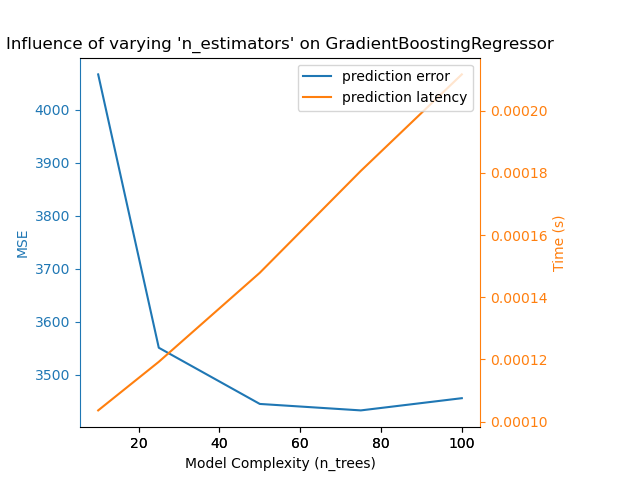 Influence of varying 'n_estimators' on GradientBoostingRegressor
prediction error
prediction latency
4000
3900
3800
3700
3600
3500
MSE
0.00020
0.00018
0.00016
0.00014
0.00012
0.00010
Time (s)
20 40 60 80 100
Model Complexity (n_trees)